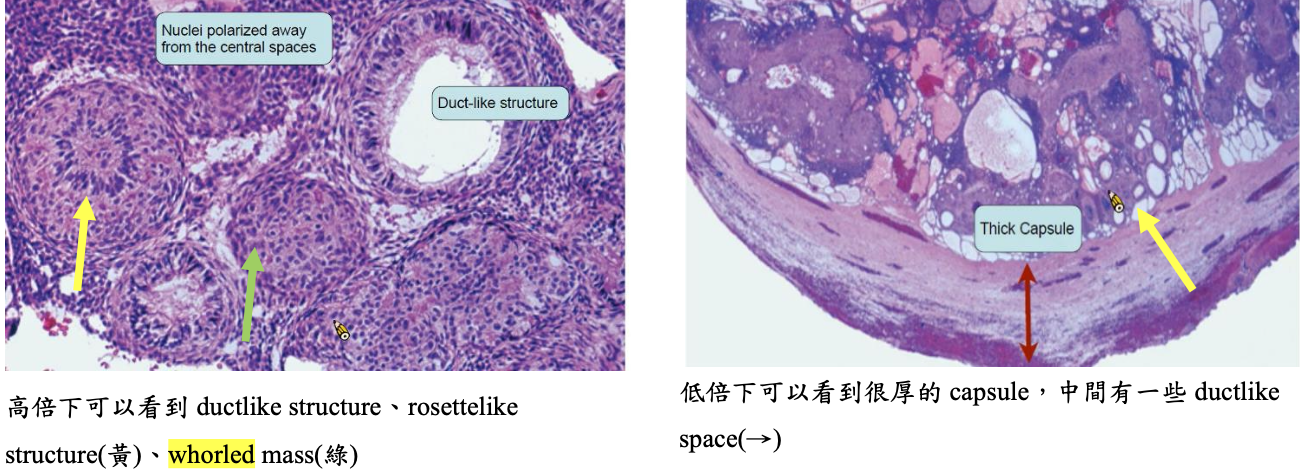 Nuclei polarized away
from the central spaces
Duct-like structure
高倍下可以看到 ductlike structure、rosettelike
structure(黃)、whorled mass(綠)
Thick Capsule
低倍下可以看到很厚的 capsule，中間有一些 ductlike
space(→)